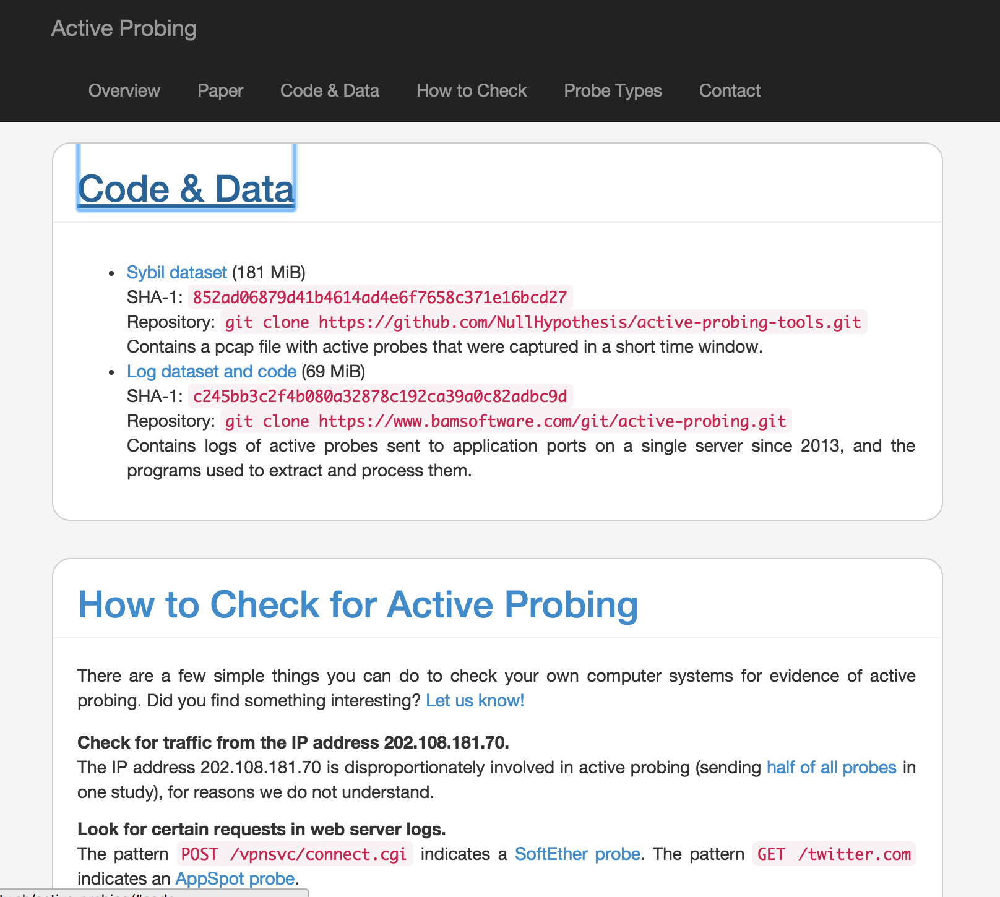 Active Probing
Overview Paper Code & Data How to Check Probe Types Contact
Code & Data
• Sybil dataset (181 MiB)
SHA-1: 852ad06879d41b4614ad4e6f7658c371e16bcd27
Repository: git clone https://github.com/NullHypothesis/active-probing-tools.git
Contains a pcap file with active probes that were captured in a short time window.
• Log dataset and code (69 MiB)
SHA-1: c245bb3c2f4b080a32878c192ca39a0c82adbc9d
Repository: git clone https://www.bamsoftware.com/git/active-probing.git
Contains logs of active probes sent to application ports on a single server since 2013, and the
programs used to extract and process them.
How to Check for Active Probing
There are a few simple things you can do to check your own computer systems for evidence of active
probing. Did you find something interesting? Let us know!
Check for traffic from the IP address 202.108.181.70.
The IP address 202.108.181.70 is disproportionately involved in active probing (sending half of all probes in
one study), for reasons we do not understand.
Look for certain requests in web server logs.
The pattern POST /vpnsvc/connect.cgi indicates a SoftEther probe. The pattern GET /twitter.com
indicates an AppSpot probe.